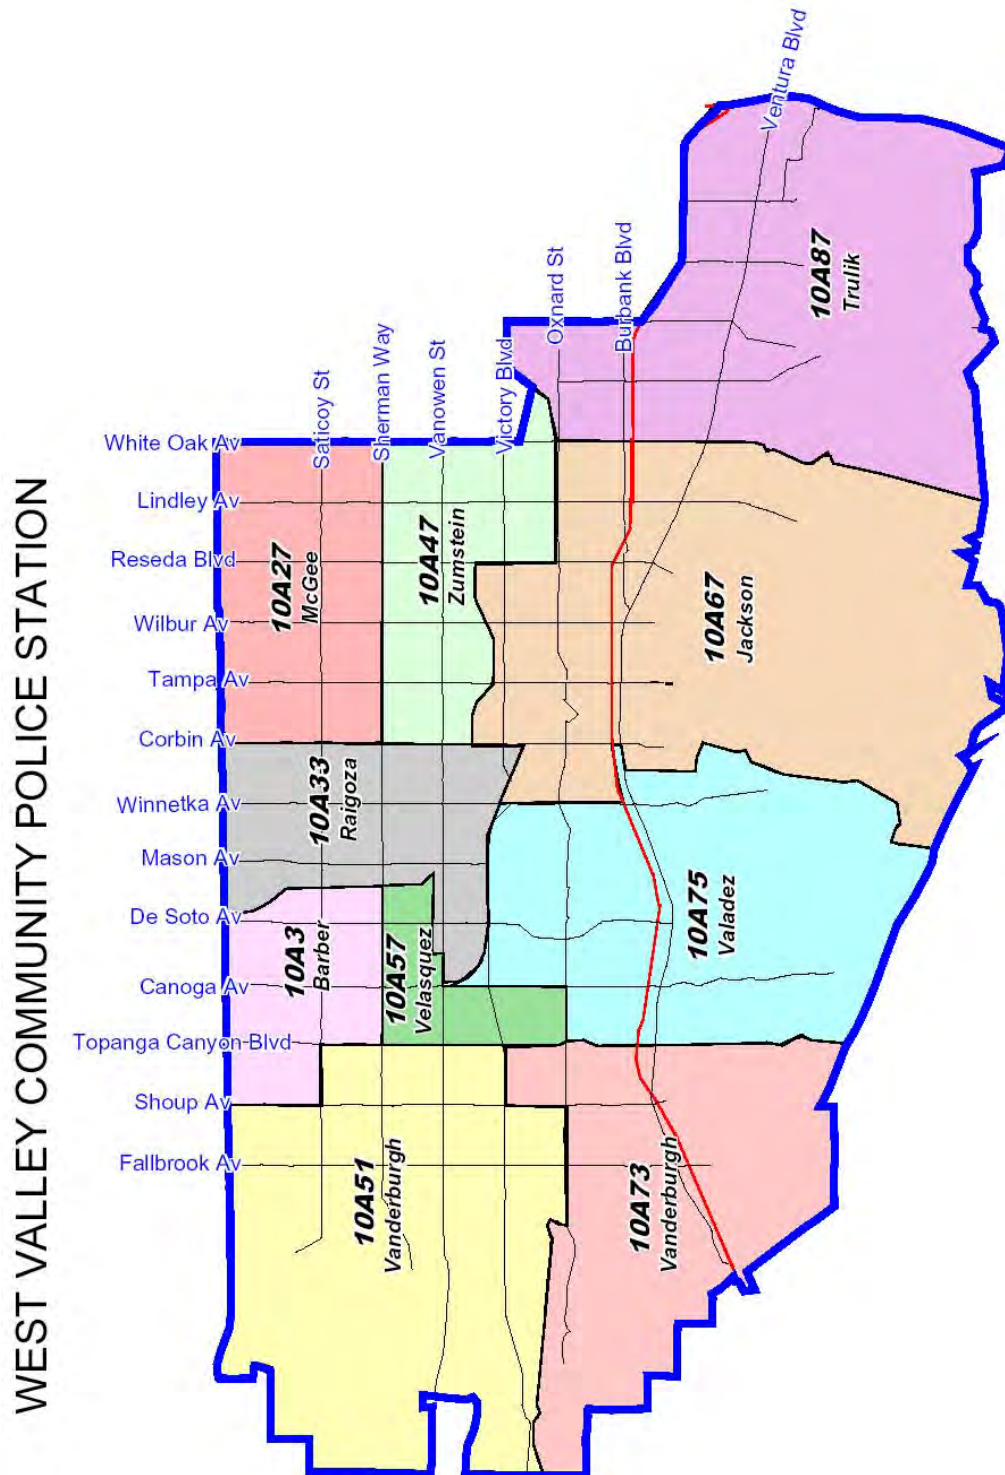 WEST VALLEY COMMUNITY POLICE STATION
Ventura Blvd
Burbank Blvd
Oxnard St
Victory Blvd
Vanowen St
Sherman Way
Saticoy St
White Oak Av
Lindley Av
Reseda Blvd
Wilbur Av
Tampa Av
Corbin Av
Winnetka Av
Mason Av
De Soto Av
Canoga Av
Topanga Canyon Blvd
Shoup Av
Fallbrook Av
10A87
Trulik
10A27
McGee
10A47
Zumstein
10A67
Jackson
10A33
Raigoza
10A3
Barber
10A57
Velasquez
10A75
Valadez
10A51
Vanderburgh
10A73
Vanderburgh